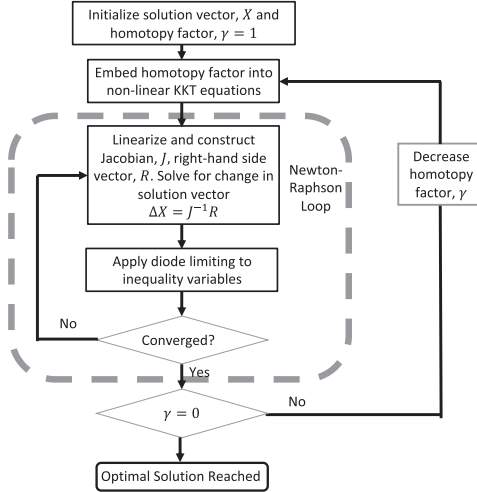 Initialize solution vector, X and
homotopy factor, γ = 1
Embed homotopy factor into
non-linear KKT equations
Linearize and construct
Jacobian, J, right-hand side
vector, R. Solve for change in
solution vector
ΔX = J⁻¹R
Newton-
Raphson
Loop
Decrease
homotopy
factor, γ
Apply diode limiting to
inequality variables
No
Converged?
Yes
γ = 0
No
Optimal Solution Reached